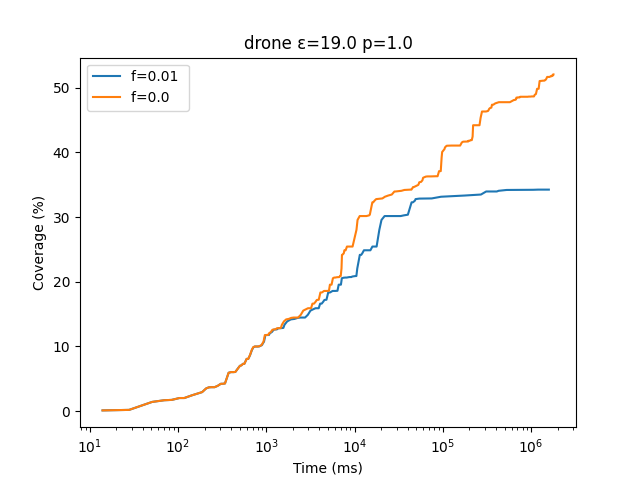 drone ε=19.0 p=1.0
f=0.01
f=0.0
Coverage (%)
50
40
30
20
10
0
10¹ 10² 10³ 10⁴ 10⁵ 10⁶
Time (ms)